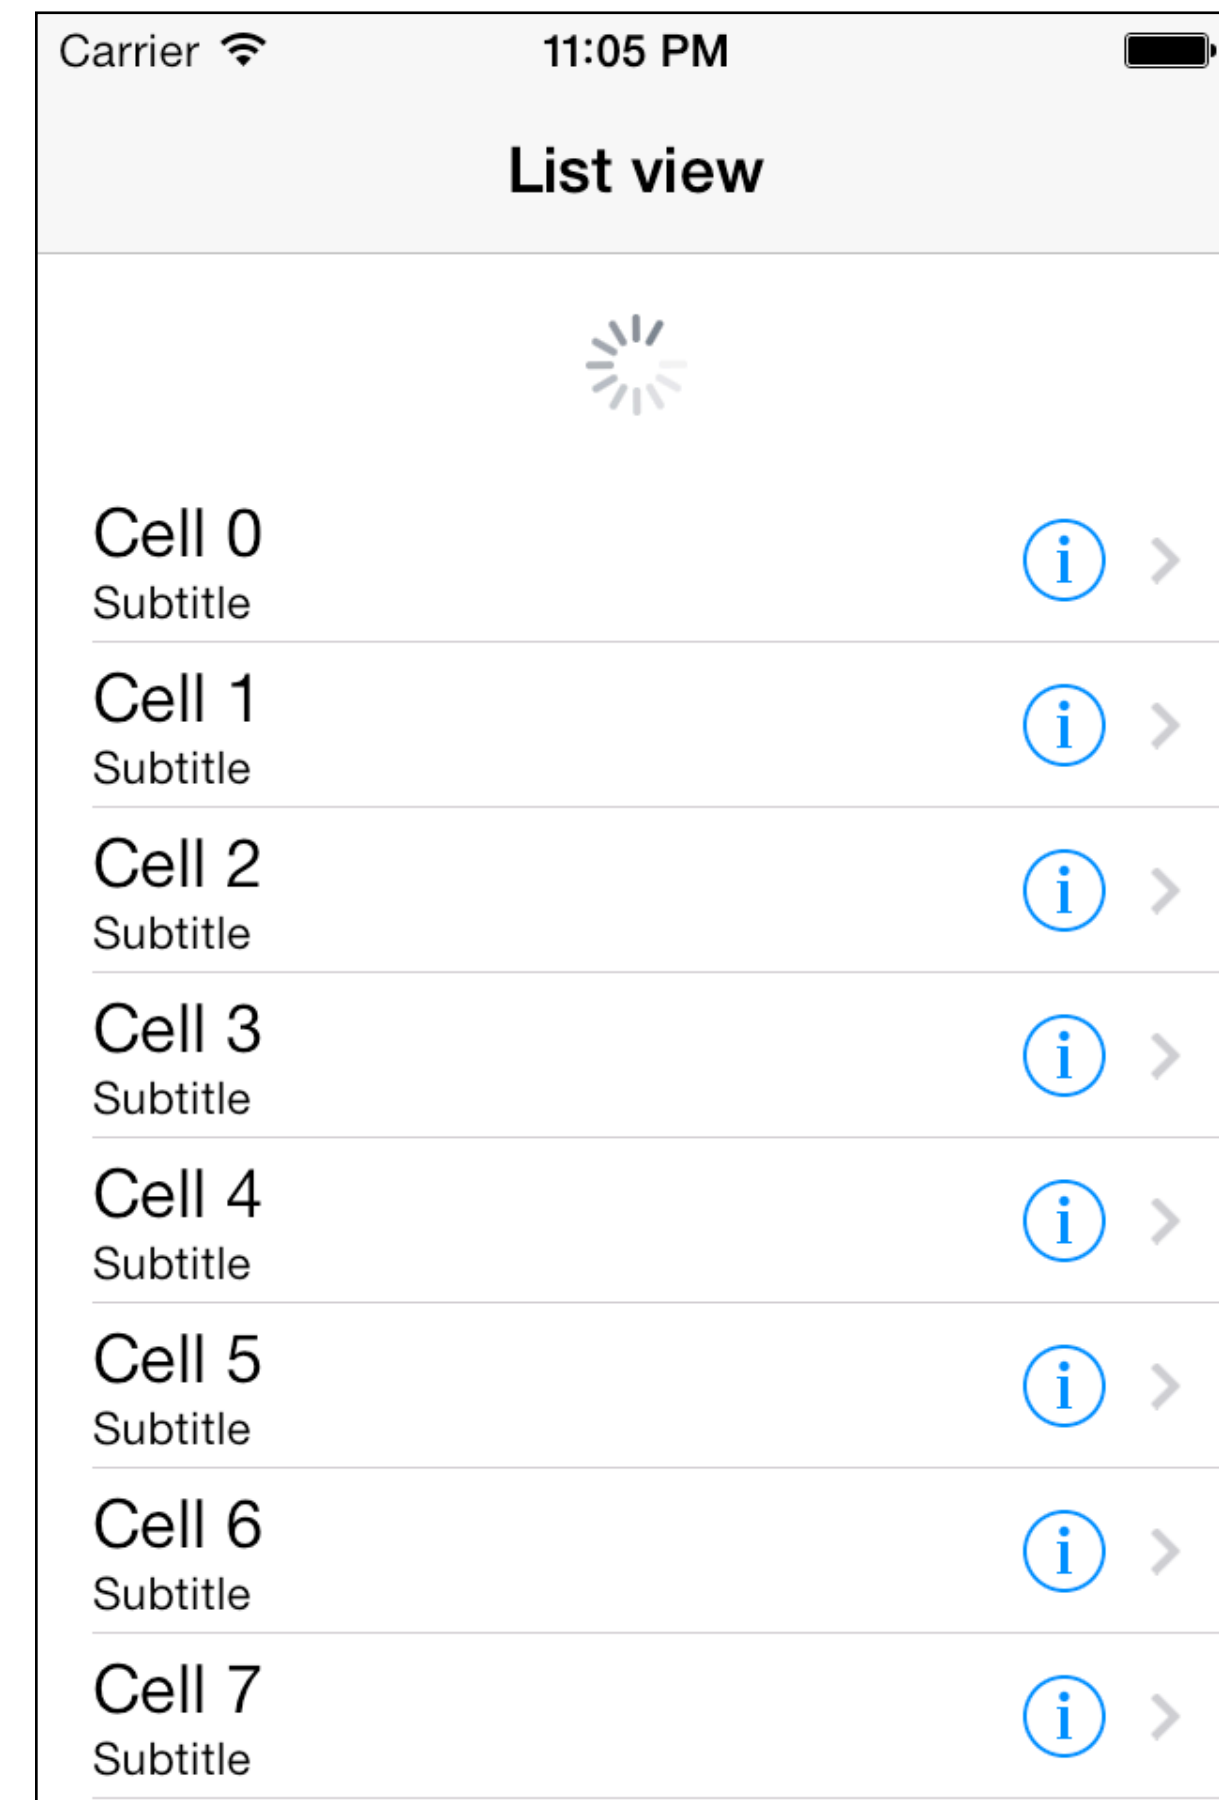 Carrier 11:05 PM
List view
Cell 0
Subtitle
Cell 1
Subtitle
Cell 2
Subtitle
Cell 3
Subtitle
Cell 4
Subtitle
Cell 5
Subtitle
Cell 6
Subtitle
Cell 7
Subtitle